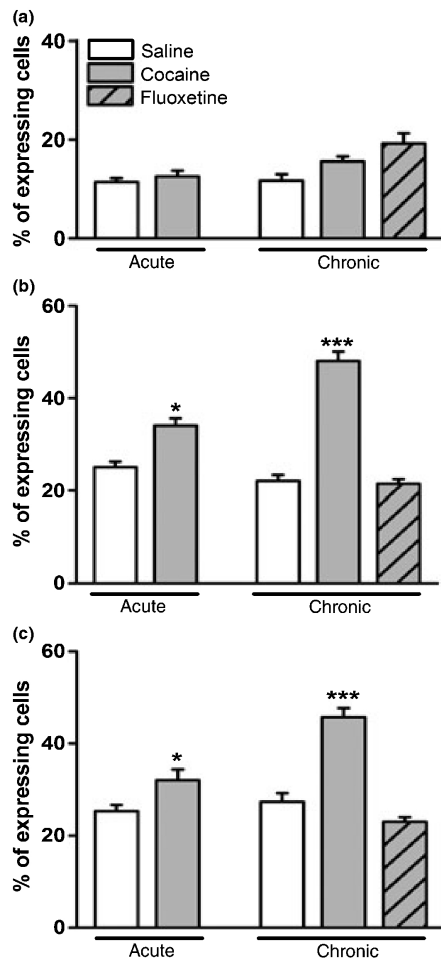 (a)
% of expressing cells
40
20
0
Saline
Cocaine
Fluoxetine
Acute
Chronic
(b)
% of expressing cells
60
40
20
0
*
***
Acute
Chronic
(c)
% of expressing cells
60
40
20
0
*
***
Acute
Chronic